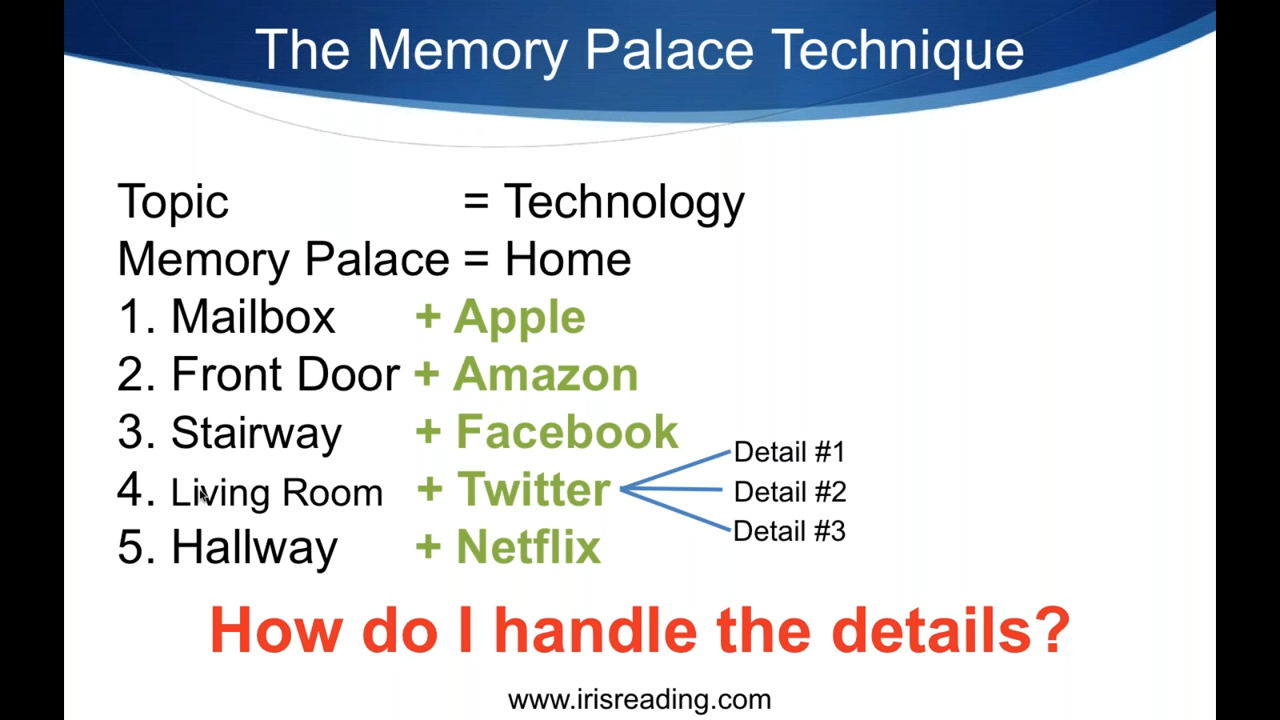 The Memory Palace Technique
Topic = Technology
Memory Palace = Home
1. Mailbox + Apple
2. Front Door + Amazon
3. Stairway + Facebook
4. Living Room + Twitter
5. Hallway + Netflix
Detail #1
Detail #2
Detail #3
How do I handle the details?
www.irisreading.com